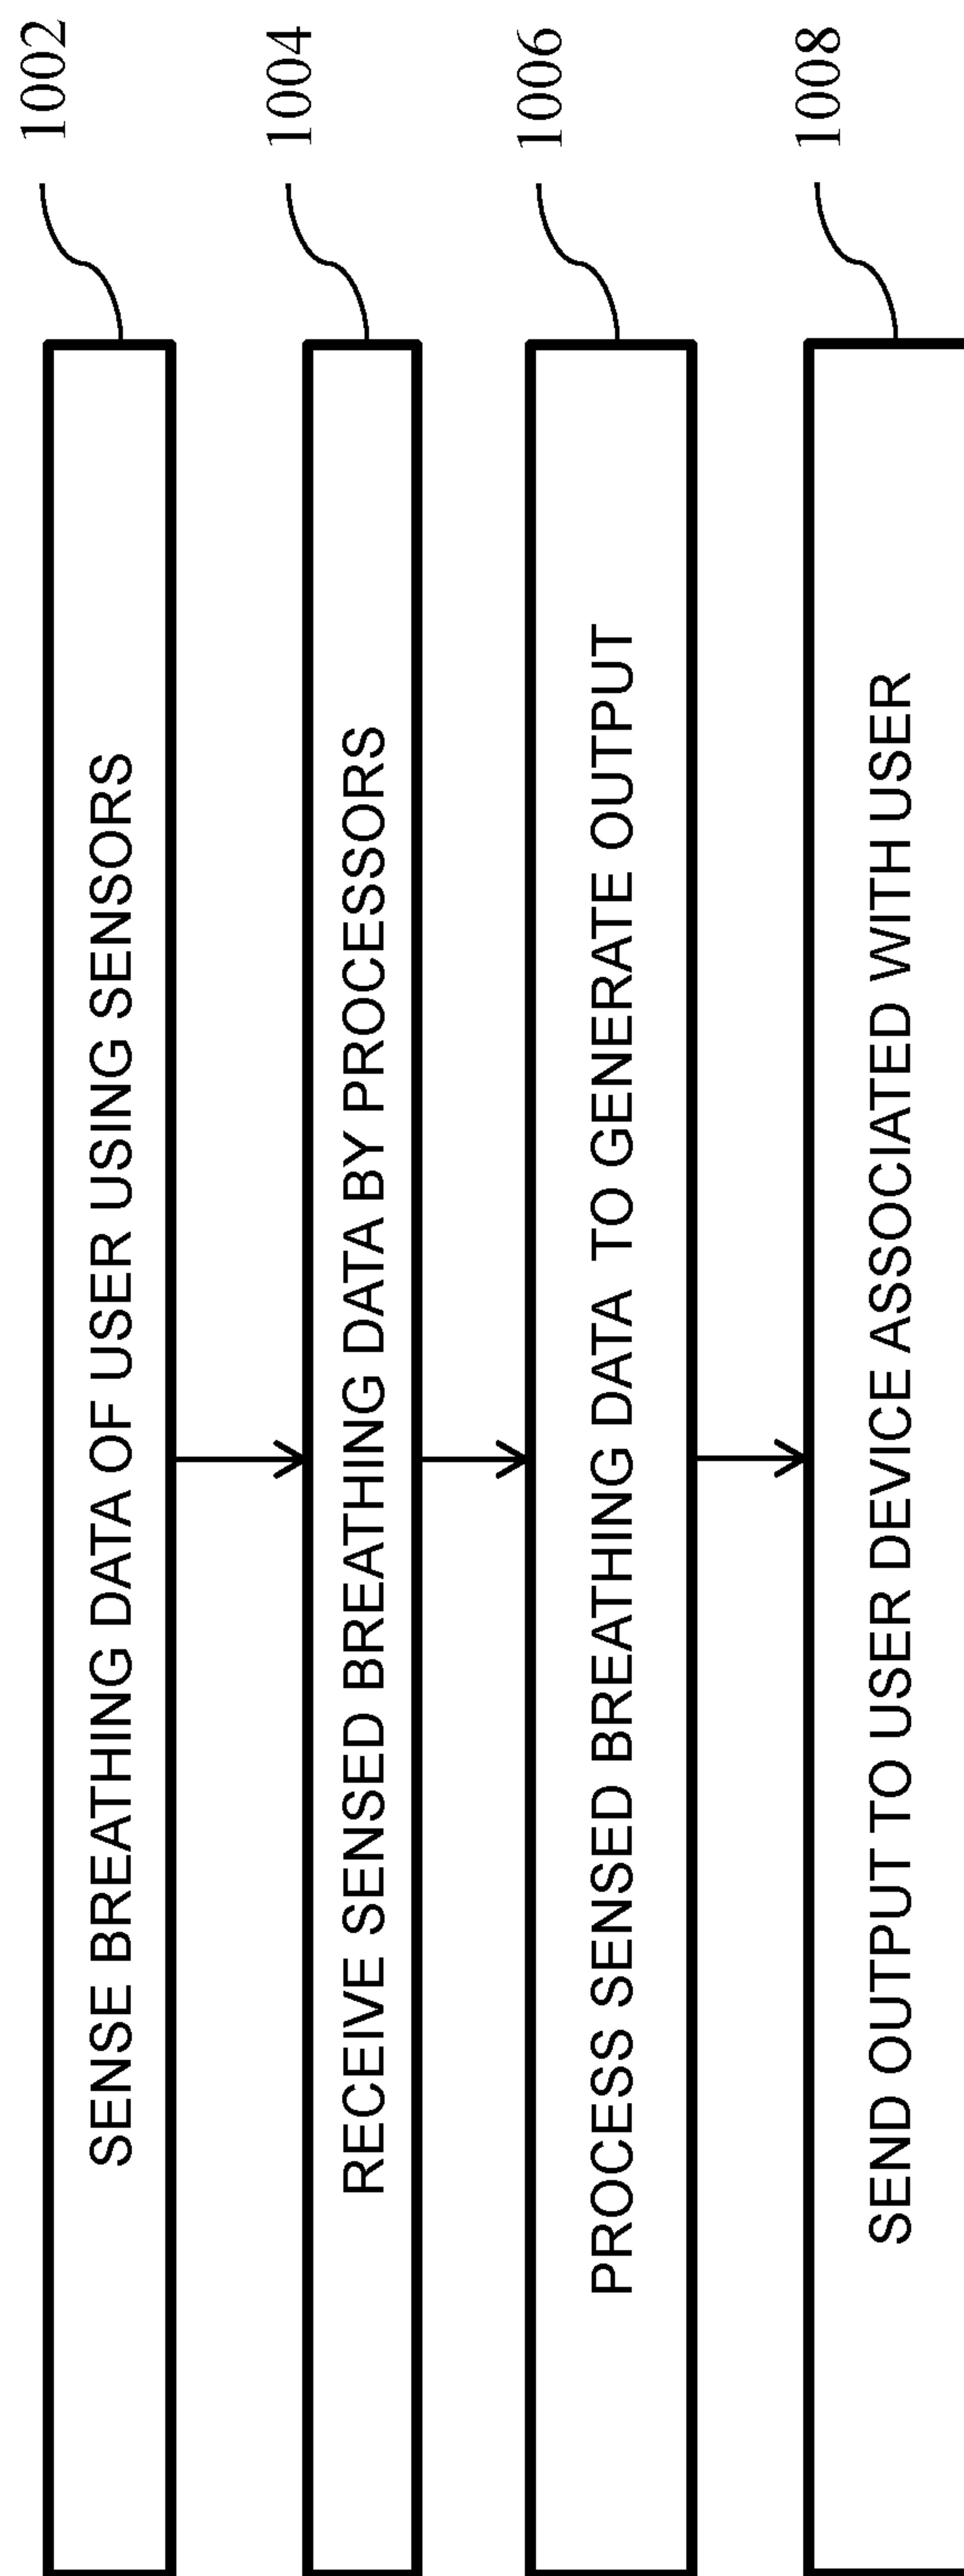 1002
SENSE BREATHING DATA OF USER USING SENSORS
1004
RECEIVE SENSED BREATHING DATA BY PROCESSORS
1006
PROCESS SENSED BREATHING DATA TO GENERATE OUTPUT
1008
SEND OUTPUT TO USER DEVICE ASSOCIATED WITH USER